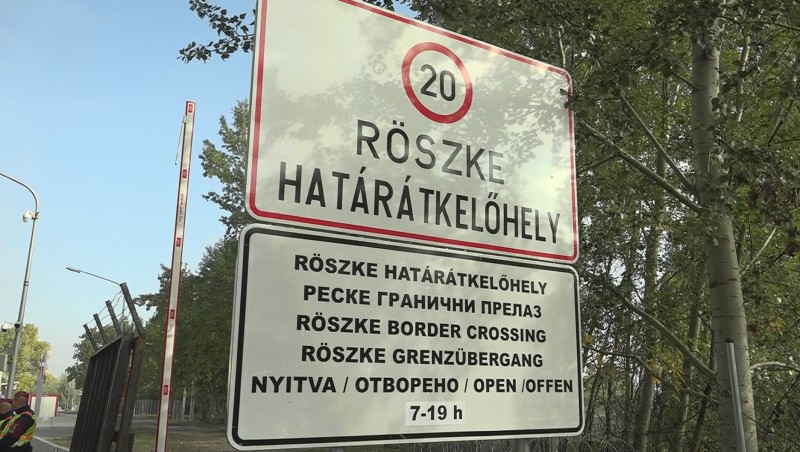 20
RÖSZKE
HATÁRÁTKELŐHELY
RÖSZKE HATÁRÁTKELŐHELY
РЕСКЕ ГРАНИЧНИ ПРЕЛАЗ
RÖSZKE BORDER CROSSING
RÖSZKE GRENZÜBERGANG
NYITVA / ОТВОРЕНО / OPEN /OFFEN
7-19 h